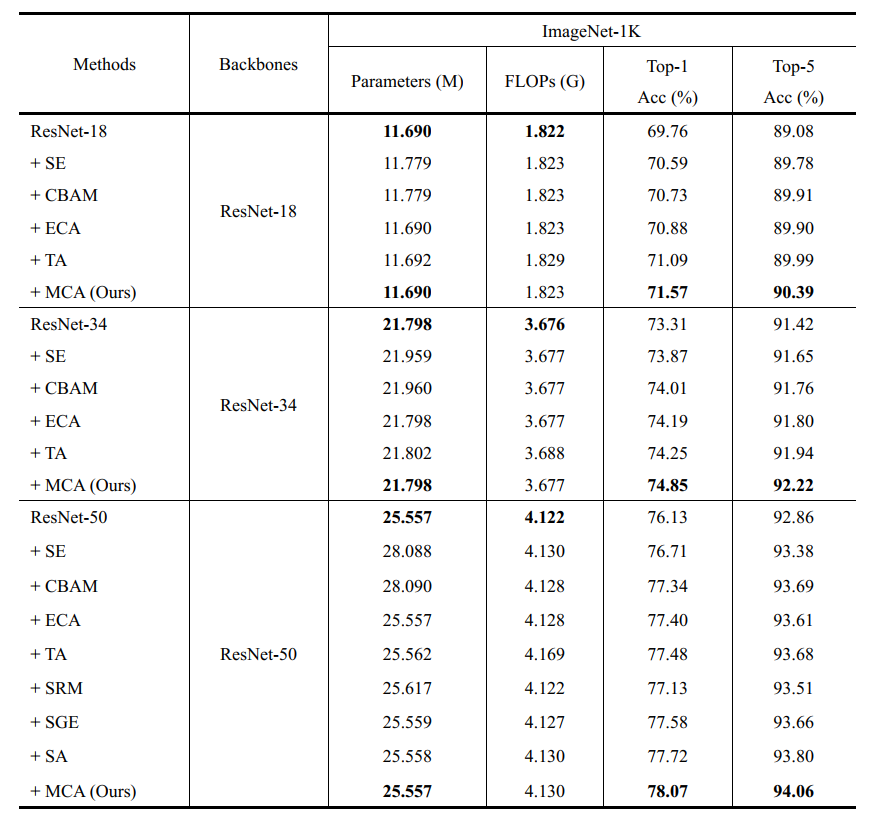 Methods Backbones ImageNet-1K
Parameters (M) FLOPs (G) Top-1 Acc (%) Top-5 Acc (%)
ResNet-18 11.690 1.822 69.76 89.08
+ SE 11.779 1.823 70.59 89.78
+ CBAM 11.779 1.823 70.73 89.91
ResNet-18
+ ECA 11.690 1.823 70.88 89.90
+ TA 11.692 1.829 71.09 89.99
+ MCA (Ours) 11.690 1.823 71.57 90.39
ResNet-34 21.798 3.676 73.31 91.42
+ SE 21.959 3.677 73.87 91.65
+ CBAM 21.960 3.677 74.01 91.76
ResNet-34
+ ECA 21.798 3.677 74.19 91.80
+ TA 21.802 3.688 74.25 91.94
+ MCA (Ours) 21.798 3.677 74.85 92.22
ResNet-50 25.557 4.122 76.13 92.86
+ SE 28.088 4.130 76.71 93.38
+ CBAM 28.090 4.128 77.34 93.69
+ ECA 25.557 4.128 77.40 93.61
+ TA ResNet-50 25.562 4.169 77.48 93.68
+ SRM 25.617 4.122 77.13 93.51
+ SGE 25.559 4.127 77.58 93.66
+ SA 25.558 4.130 77.72 93.80
+ MCA (Ours) 25.557 4.130 78.07 94.06